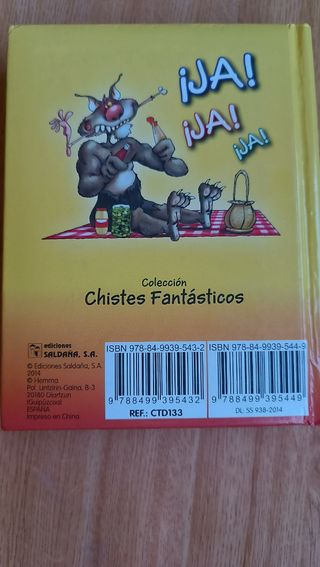 ¡JA!
¡JA!
¡JA!
Colección
Chistes Fantásticos
ediciones
SALDAÑA, S.A.
© Ediciones Saldaña, S.A.
2014
© Hemma
Pol. Lintzirin-Gaina, B-3
20180 Oiartzun
(Guipúzcoa)
ESPAÑA
Impreso en China
ISBN 978-84-9939-543-2
9 788499 395432
REF.: CTD133
ISBN 978-84-9939-544-9
9 788499 395449
DL: SS 938-2014